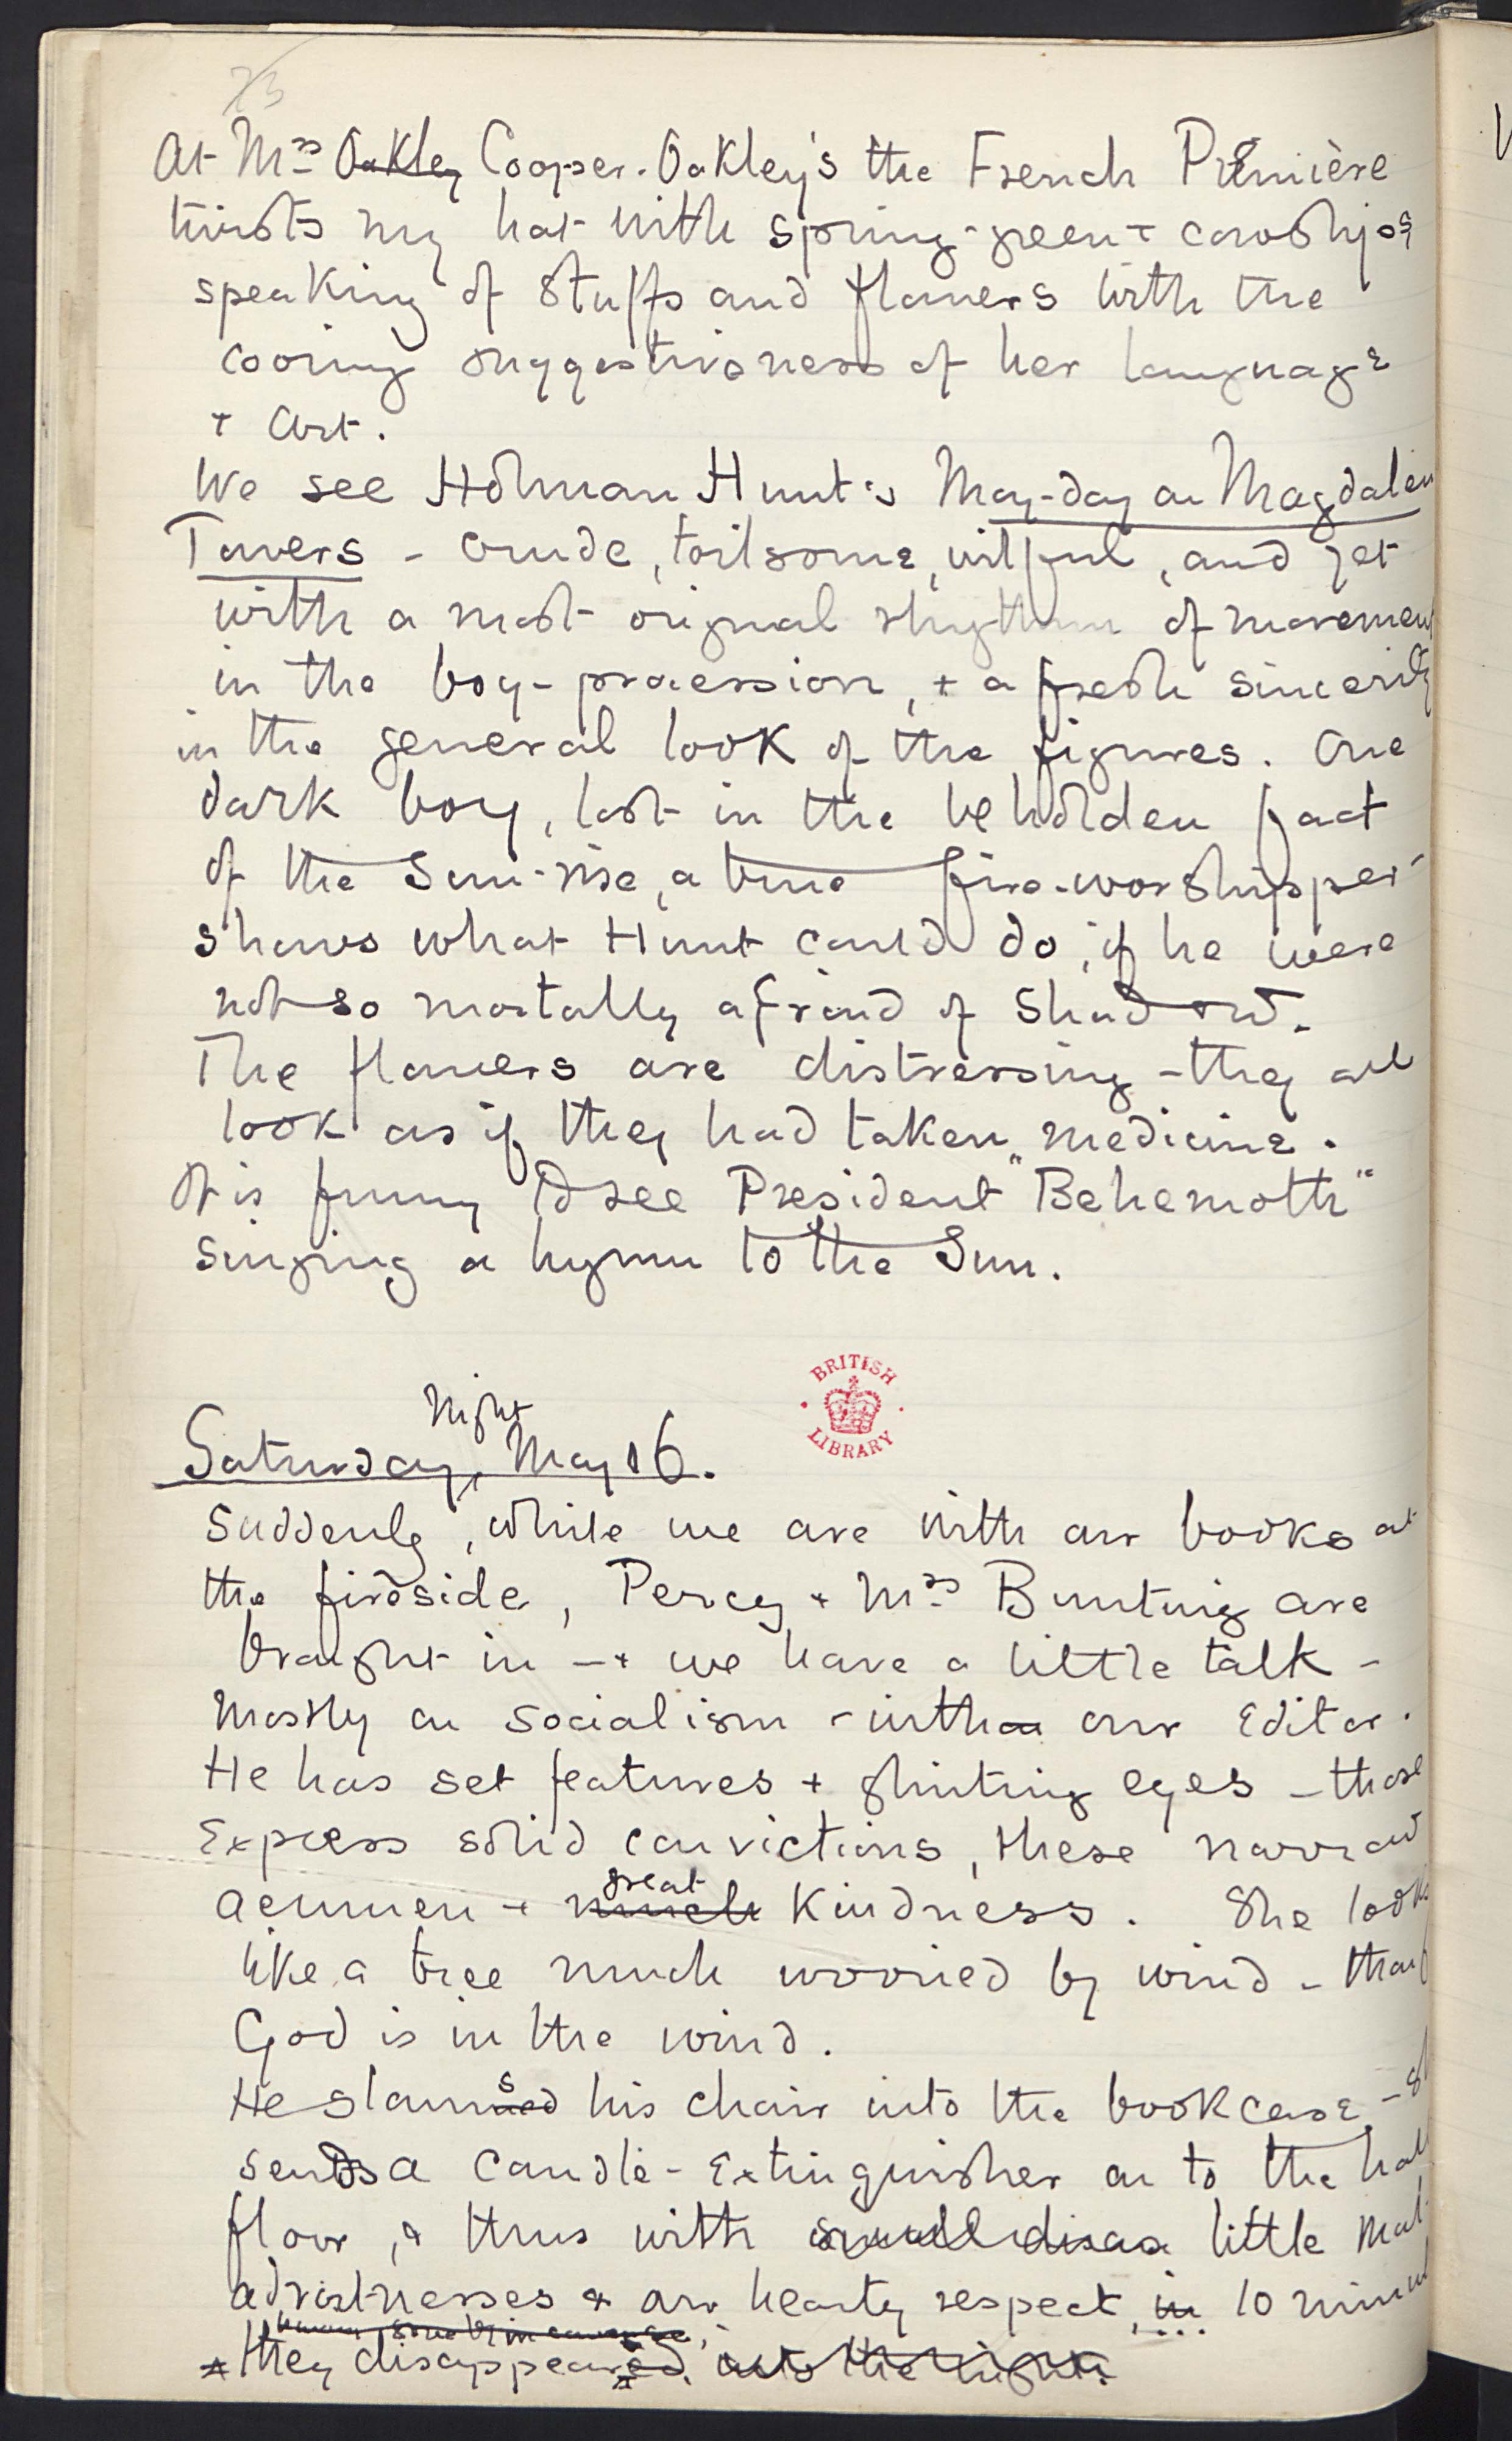 73
At Mrs Oakley Cooper-Oakley's the French Première
twists my hat with spring-green + cowslips
speaking of stuffs and flowers with the
cooing suggestiveness of her language
+ art.
We see Holman Hunt's May-day on Magdalen
Towers - crude, toilsome, wilful, and yet
with a most original rhythm of movement
in the boy-procession, + a fresh sincerity
in the general look of the figures. One
dark boy, lost in the beholden fact
of the Sun-rise, a true fire-worshipper
shows what Hunt could do, if he were
not so mortally afraid of shadow.
The flowers are distressing - they all
look as if they had taken medicine.
It is funny to see President "Behemoth"
singing a hymn to the Sun.
BRITISH
LIBRARY
Night
Saturday, May 16.
Suddenly, while we are with our books at
the fireside, Percy + Mrs Bunting are
brought in - + we have a little talk -
mostly on Socialism - with our Editor.
He has set features + glinting eyes - those
Express solid convictions, these narrow
acumen + much great Kindness. She looks
like a tree much worried by wind - though
God is in the wind.
He slams his chair into the bookcase -
sends a Candle-Extinguisher on to the hall
floor, + thus with small disas little mal-
adroitnesses + our hearty respect, in 10 minutes
they disappeared into the night.